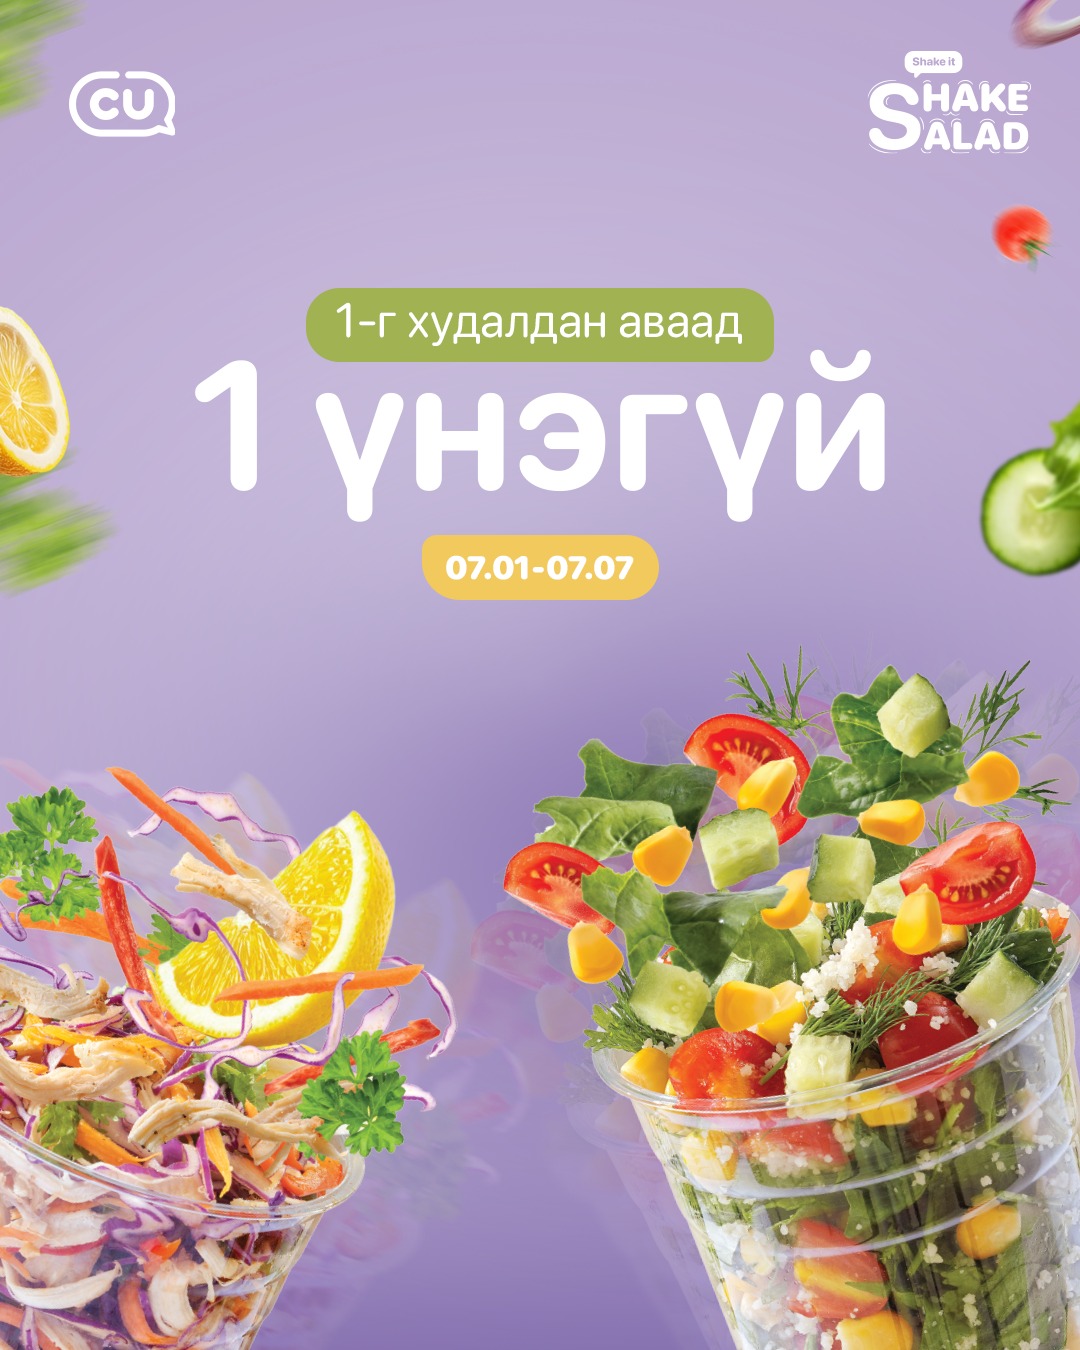 CU
Shake it
SHAKE
SALAD
1-г худалдан аваад
1 үнэгүй
07.01-07.07